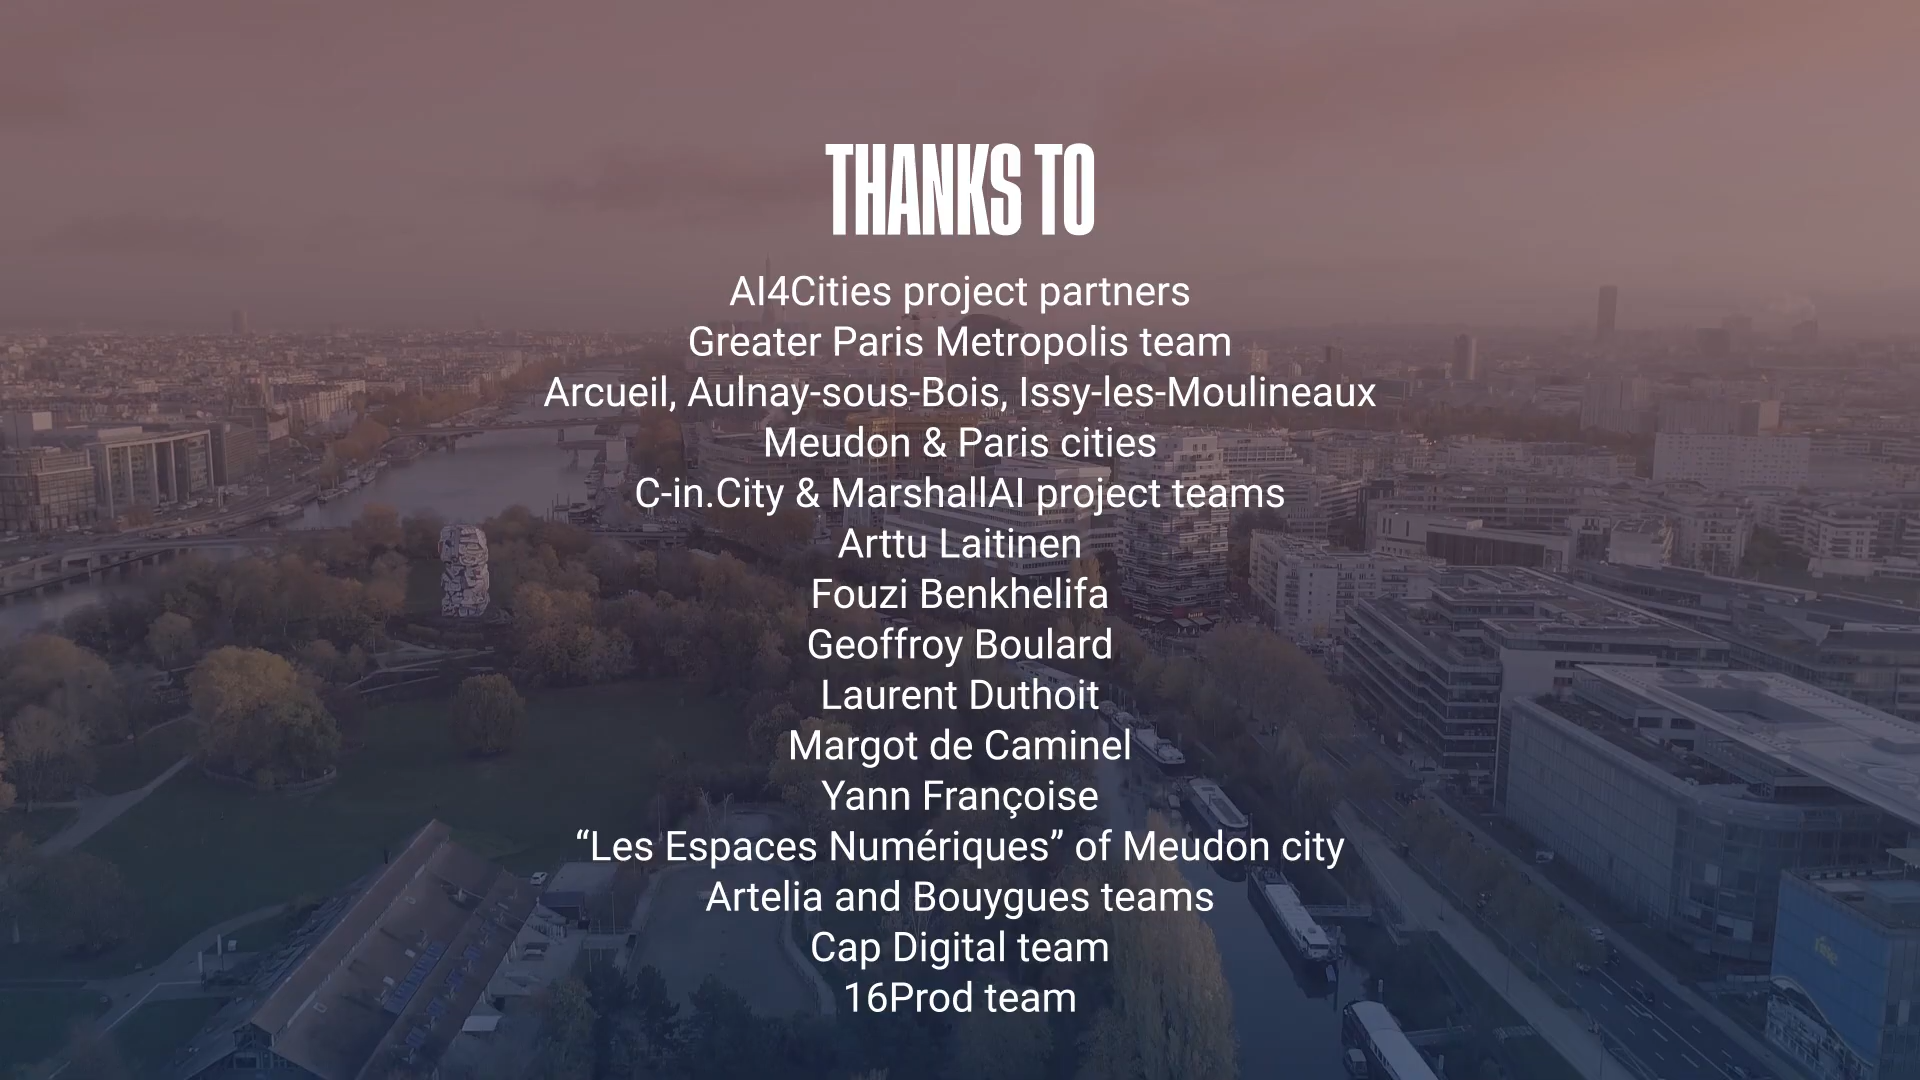 THANKS TO
AI4Cities project partners
Greater Paris Metropolis team
Arcueil, Aulnay-sous-Bois, Issy-les-Moulineaux
Meudon & Paris cities
C-in.City & MarshallAI project teams
Arttu Laitinen
Fouzi Benkhelifa
Geoffroy Boulard
Laurent Duthoit
Margot de Caminel
Yann Françoise
“Les Espaces Numériques” of Meudon city
Artelia and Bouygues teams
Cap Digital team
16Prod team